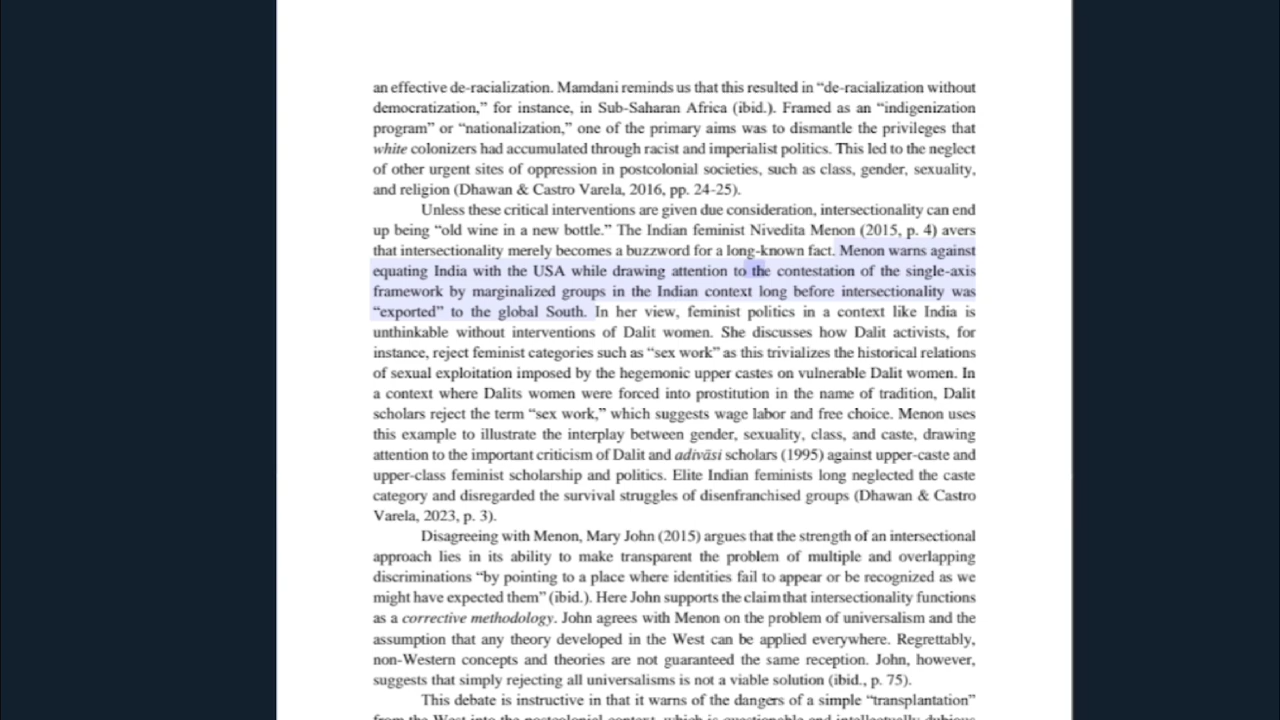 an effective de-racialization. Mamdani reminds us that this resulted in “de-racialization without
democratization,” for instance, in Sub-Saharan Africa (ibid.). Framed as an “indigenization
program” or “nationalization,” one of the primary aims was to dismantle the privileges that
white colonizers had accumulated through racist and imperialist politics. This led to the neglect
of other urgent sites of oppression in postcolonial societies, such as class, gender, sexuality,
and religion (Dhawan & Castro Varela, 2016, pp. 24-25).
Unless these critical interventions are given due consideration, intersectionality can end
up being “old wine in a new bottle.” The Indian feminist Nivedita Menon (2015, p. 4) avers
that intersectionality merely becomes a buzzword for a long-known fact. Menon warns against
equating India with the USA while drawing attention to the contestation of the single-axis
framework by marginalized groups in the Indian context long before intersectionality was
“exported” to the global South. In her view, feminist politics in a context like India is
unthinkable without interventions of Dalit women. She discusses how Dalit activists, for
instance, reject feminist categories such as “sex work” as this trivializes the historical relations
of sexual exploitation imposed by the hegemonic upper castes on vulnerable Dalit women. In
a context where Dalits women were forced into prostitution in the name of tradition, Dalit
scholars reject the term “sex work,” which suggests wage labor and free choice. Menon uses
this example to illustrate the interplay between gender, sexuality, class, and caste, drawing
attention to the important criticism of Dalit and adivāsi scholars (1995) against upper-caste and
upper-class feminist scholarship and politics. Elite Indian feminists long neglected the caste
category and disregarded the survival struggles of disenfranchised groups (Dhawan & Castro
Varela, 2023, p. 3).
Disagreeing with Menon, Mary John (2015) argues that the strength of an intersectional
approach lies in its ability to make transparent the problem of multiple and overlapping
discriminations “by pointing to a place where identities fail to appear or be recognized as we
might have expected them” (ibid.). Here John supports the claim that intersectionality functions
as a corrective methodology. John agrees with Menon on the problem of universalism and the
assumption that any theory developed in the West can be applied everywhere. Regrettably,
non-Western concepts and theories are not guaranteed the same reception. John, however,
suggests that simply rejecting all universalisms is not a viable solution (ibid., p. 75).
This debate is instructive in that it warns of the dangers of a simple “transplantation”
from the West into the postcolonial context, which is questionable and intellectually dubious